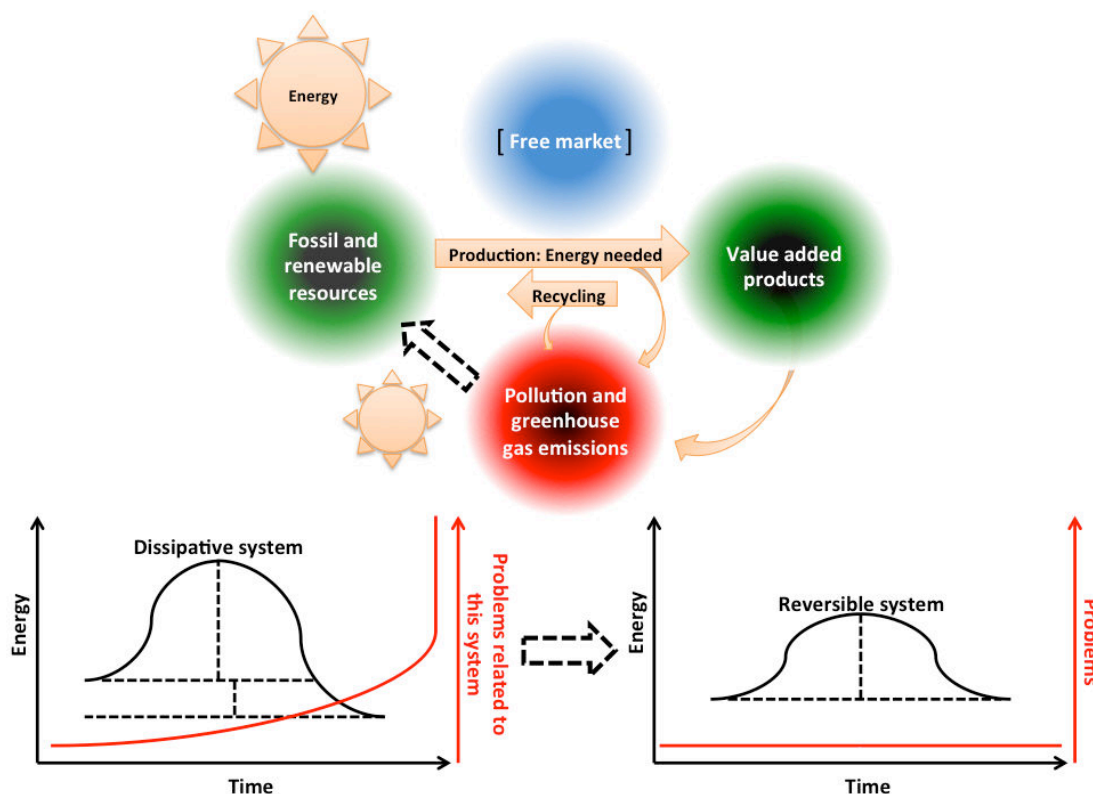 Energy
[ Free market ]
Fossil and
renewable
resources
Production: Energy needed
Value added
products
Recycling
Pollution and
greenhouse
gas emissions
Dissipative system
Energy
Time
Problems related to
this system
Reversible system
Energy
Time
Problems